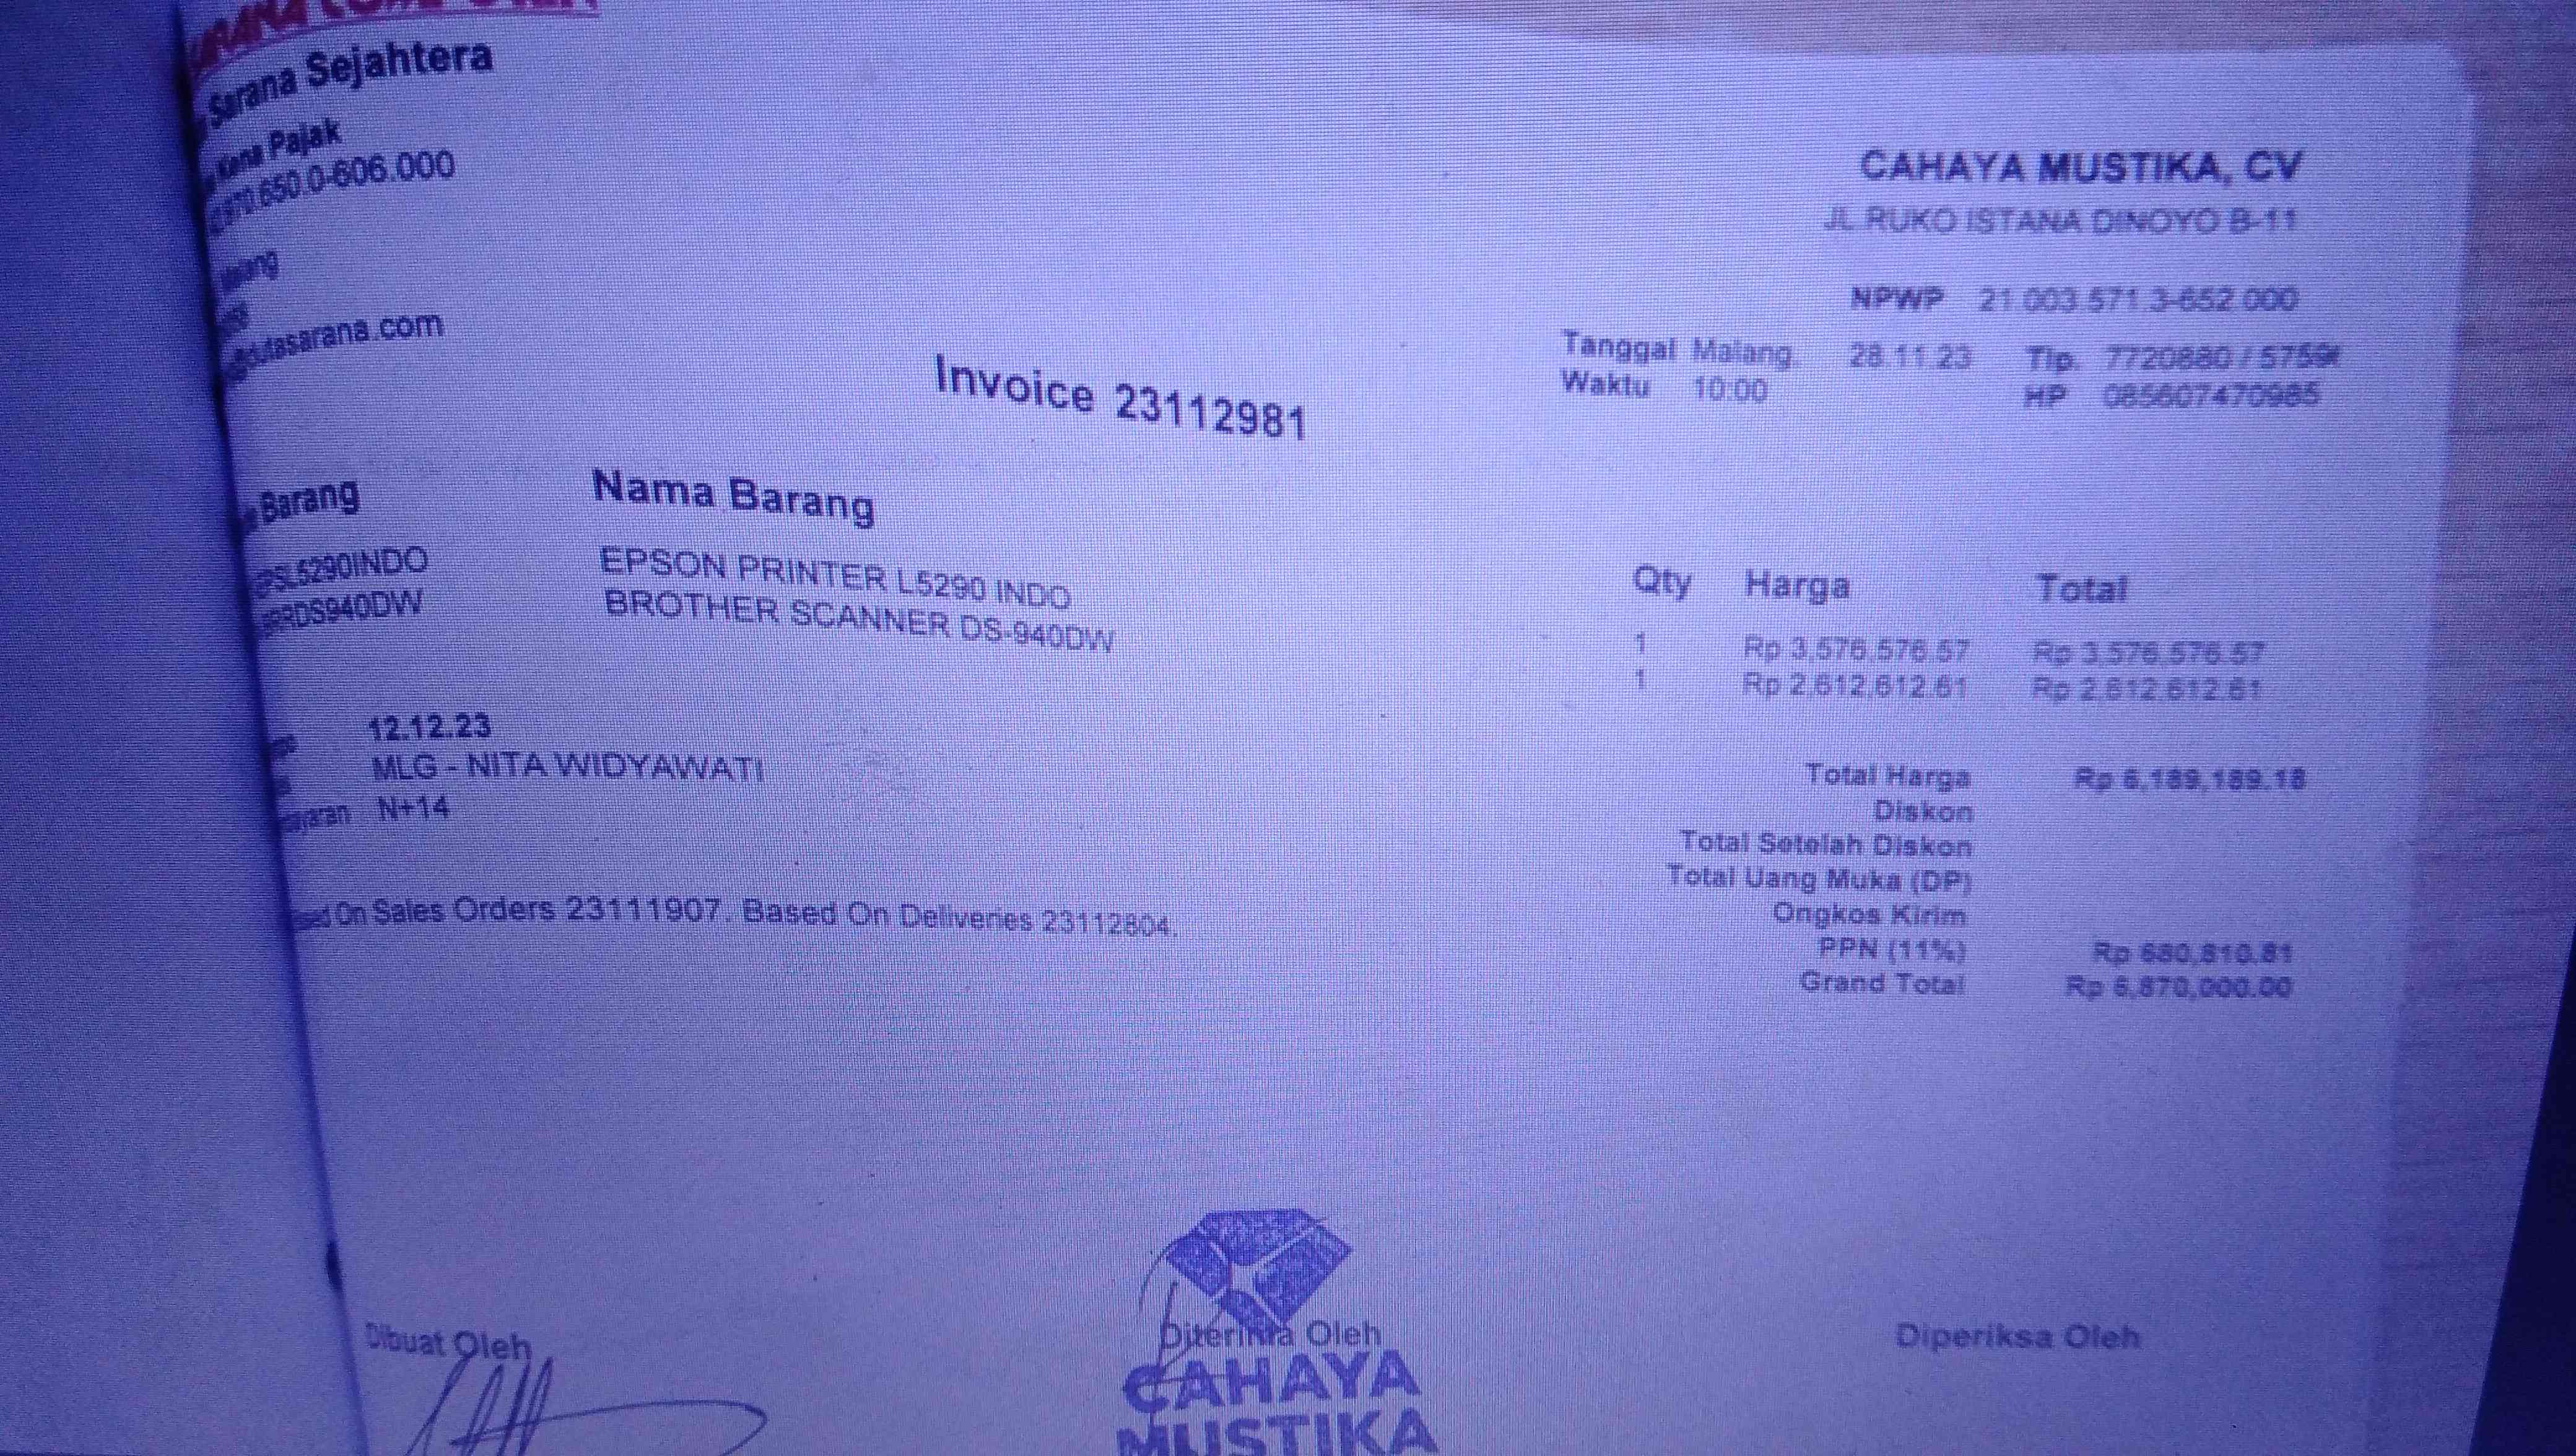 Sarana Sejahtera
Kena Pajak
970.650.0-606.000
Malang
@dutasarana.com
CAHAYA MUSTIKA, CV
JL RUKO ISTANA DINOYO B-11
NPWP 21.003.571.3-652.000
Tanggal Malang, 28.11.23 Tlp. 7720880 /
Waktu 10:00 HP 085607470985
Invoice 23112981
Barang Nama Barang Qty Harga Total
L5290INDO EPSON PRINTER L5290 INDO 1 Rp 3,576,576.57 Rp 3,576,576.57
DS940DW BROTHER SCANNER DS-940DW 1 Rp 2,612,612.61 Rp 2,612,612.61
12.12.23
MLG - NITA WIDYAWATI
N+14
Total Harga Rp 6,189,189.18
Diskon
Total Setelah Diskon
Total Uang Muka (DP)
Ongkos Kirim
PPN (11%) Rp 680,810.81
Grand Total Rp 6,870,000.00
On Sales Orders 23111907. Based On Deliveries 23112804.
Dibuat Oleh
Diterima Oleh
Diperiksa Oleh
CAHAYA
MUSTIKA